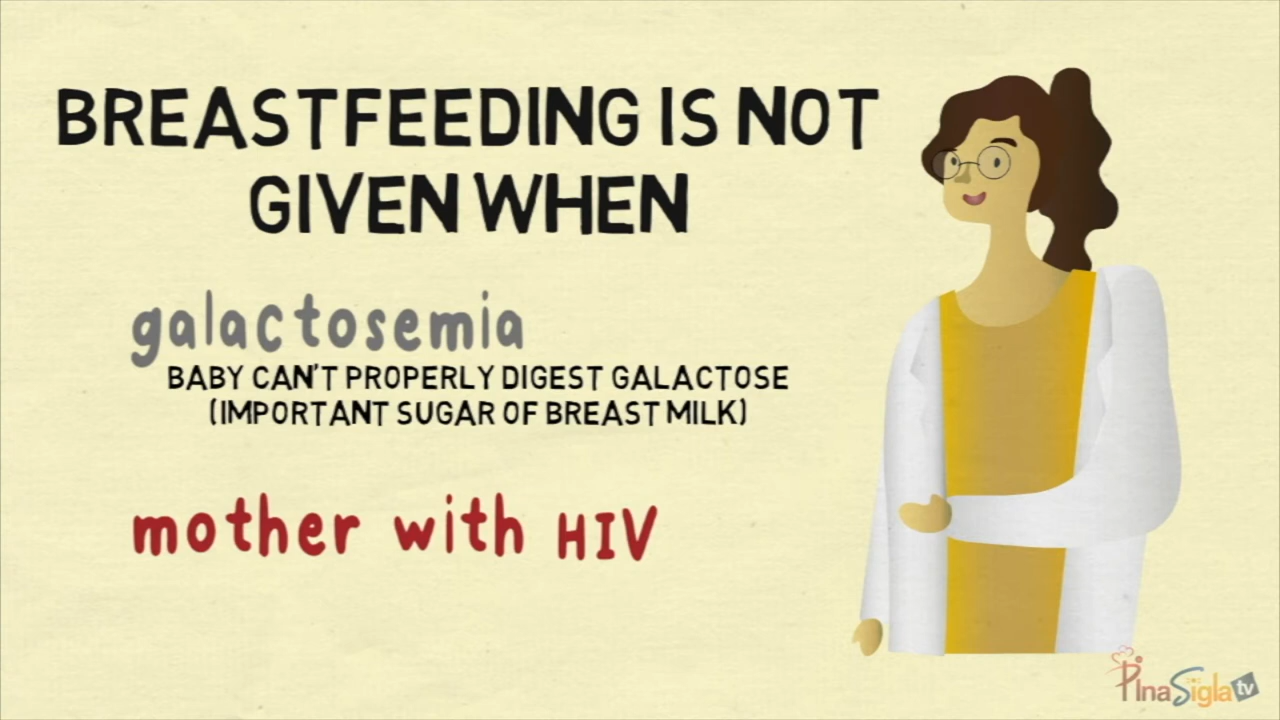 BREASTFEEDING IS NOT
GIVEN WHEN
galactosemia
BABY CAN'T PROPERLY DIGEST GALACTOSE
(IMPORTANT SUGAR OF BREAST MILK)
mother with HIV
PinaSigla tv